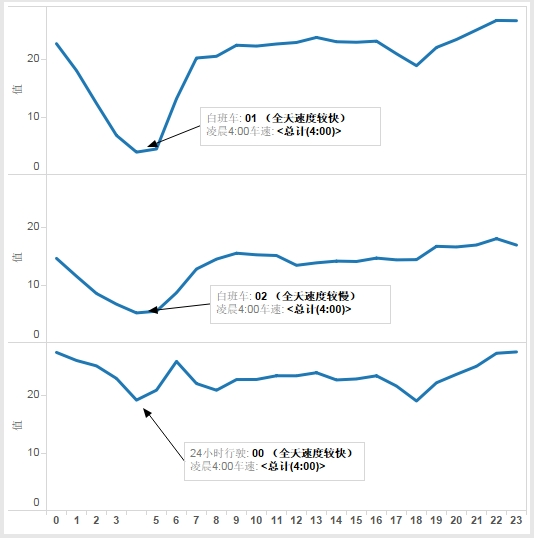 20
10
0
值
白班车: 01 （全天速度较快）
凌晨4:00车速: <总计(4:00)>
20
10
0
值
白班车: 02 （全天速度较慢）
凌晨4:00车速: <总计(4:00)>
20
10
0
值
24小时行驶: 00 （全天速度较快）
凌晨4:00车速: <总计(4:00)>
0 1 2 3 5 6 7 8 9 10 11 12 13 14 15 16 17 18 19 20 21 22 23